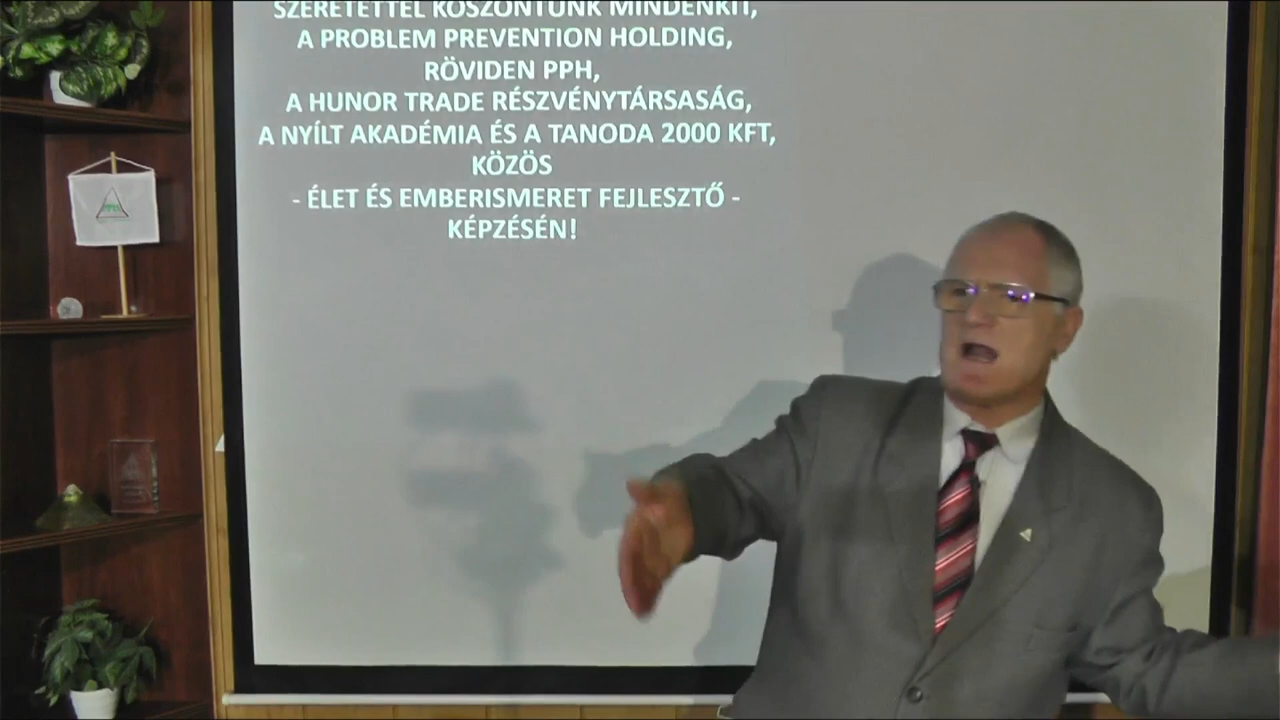 SZERETETTEL KÖSZÖNTÜNK MINDENKIT,
A PROBLEM PREVENTION HOLDING,
RÖVIDEN PPH,
A HUNOR TRADE RÉSZVÉNYTÁRSASÁG,
A NYÍLT AKADÉMIA ÉS A TANODA 2000 KFT,
KÖZÖS
- ÉLET ÉS EMBERISMERET FEJLESZTŐ -
KÉPZÉSÉN!